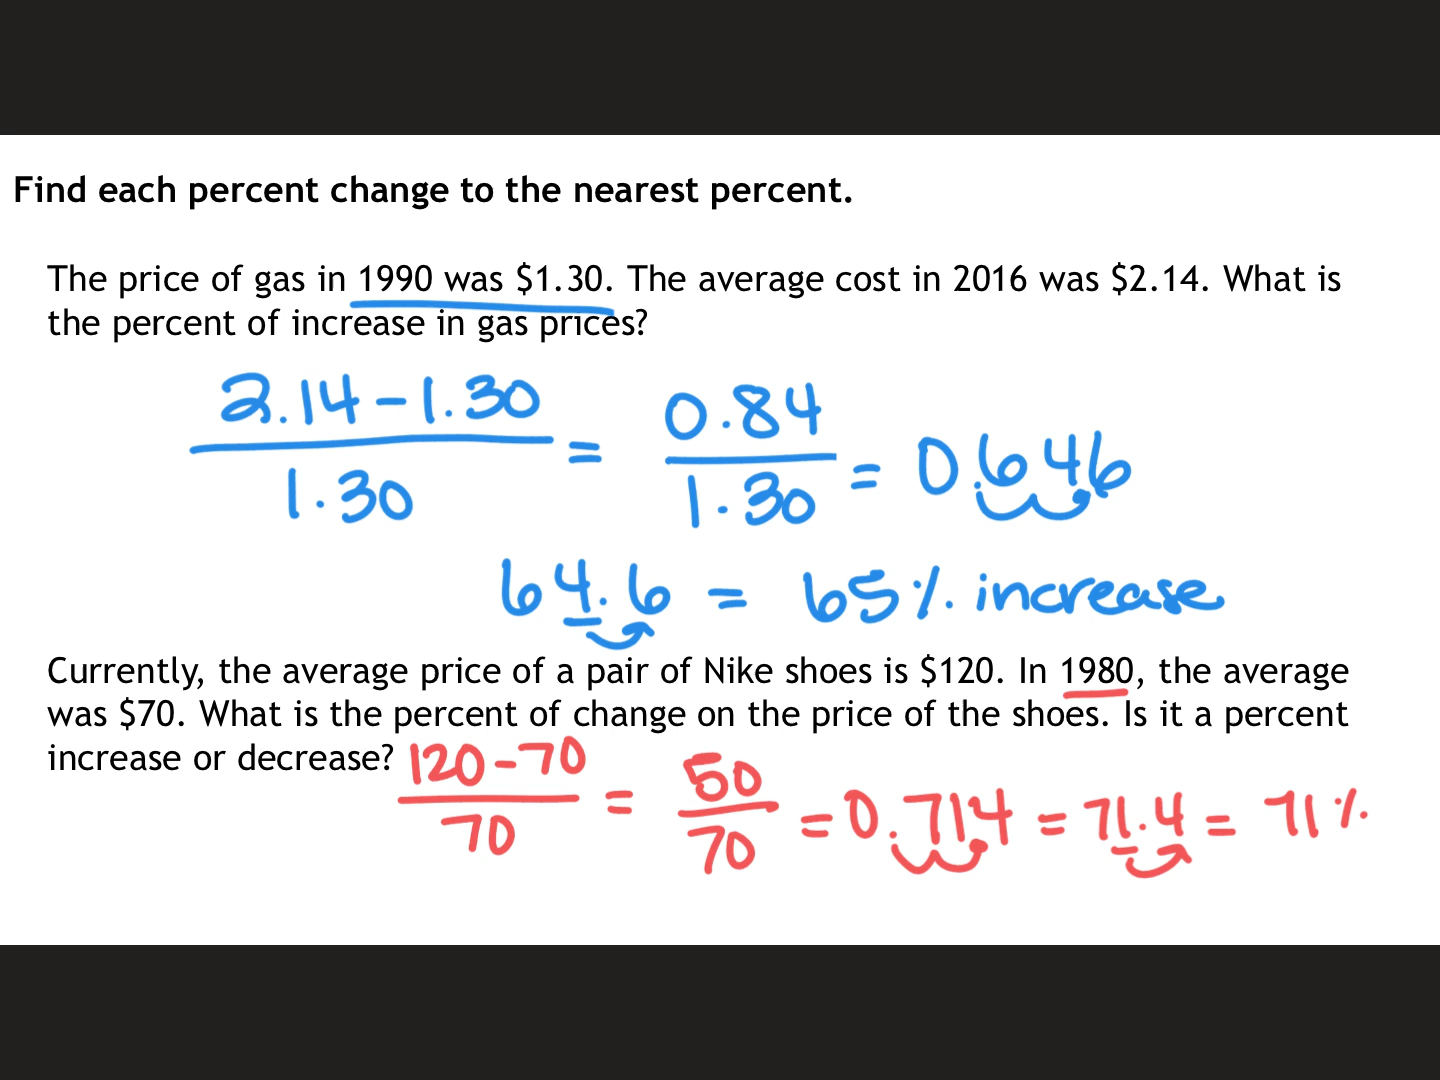 Find each percent change to the nearest percent.
The price of gas in 1990 was $1.30. The average cost in 2016 was $2.14. What is
the percent of increase in gas prices?
2.14 - 1.30 / 1.30 = 0.84 / 1.30 = 0.646
64.6 = 65% increase
Currently, the average price of a pair of Nike shoes is $120. In 1980, the average
was $70. What is the percent of change on the price of the shoes. Is it a percent
increase or decrease?
120 - 70 / 70 = 50 / 70 = 0.714 = 71.4 = 71%